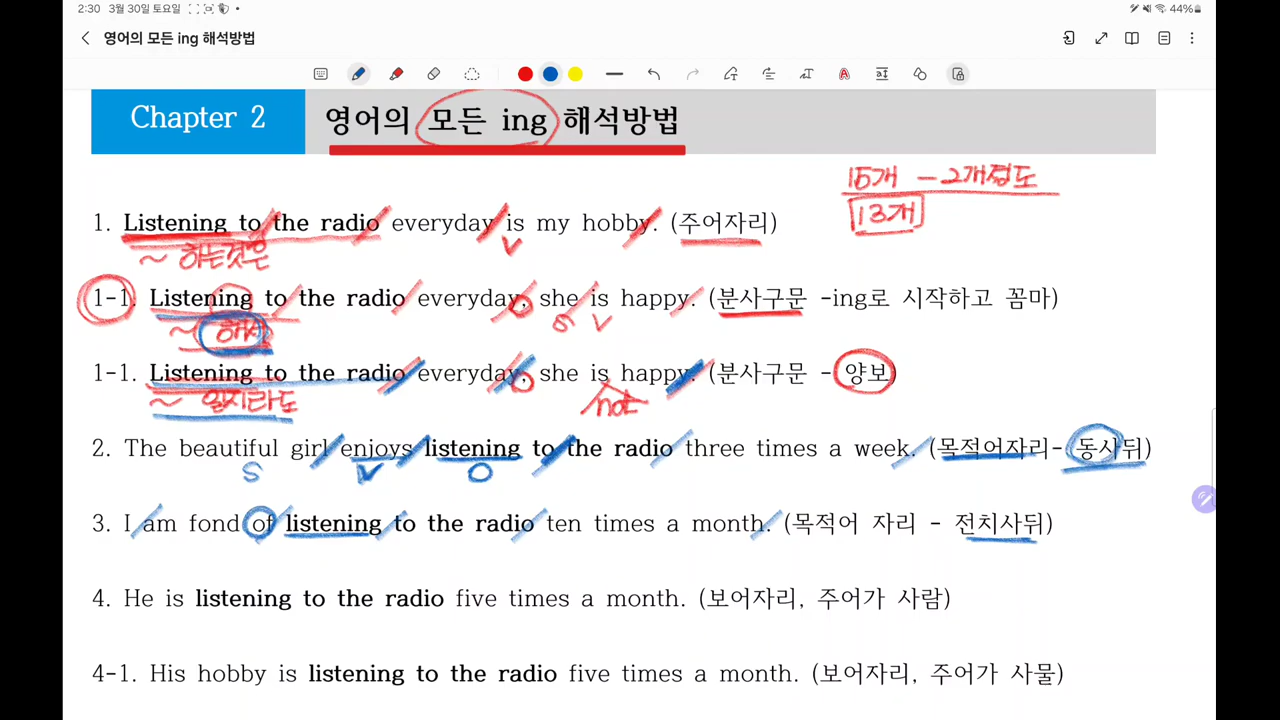 2:30 3월 30일 토요일 44%
영어의 모든 ing 해석방법
Chapter 2 영어의 모든 ing 해석방법
15개 - 2개정도
13개
1. Listening to the radio everyday is my hobby. (주어자리)
~ 하는것은 v
1-1. Listening to the radio everyday, she is happy. (분사구문 -ing로 시작하고 꼼마)
~ 해서 S V
1-1. Listening to the radio everyday, she is happy. (분사구문 - 양보)
~ 일지라도 not
2. The beautiful girl enjoys listening to the radio three times a week. (목적어자리- 동사뒤)
S V O
3. I am fond of listening to the radio ten times a month. (목적어 자리 - 전치사뒤)
4. He is listening to the radio five times a month. (보어자리, 주어가 사람)
4-1. His hobby is listening to the radio five times a month. (보어자리, 주어가 사물)